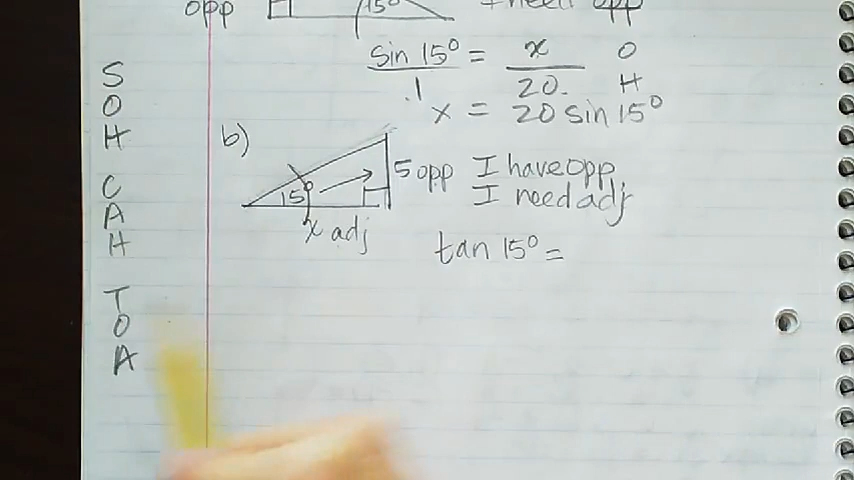 opp 15° I need opp
sin 15° = x O
1 20 H
x = 20 sin 15°
S
O
H
C
A
H
T
O
A
b)
15° 5 opp I have opp
I need adj
x adj
tan 15° =